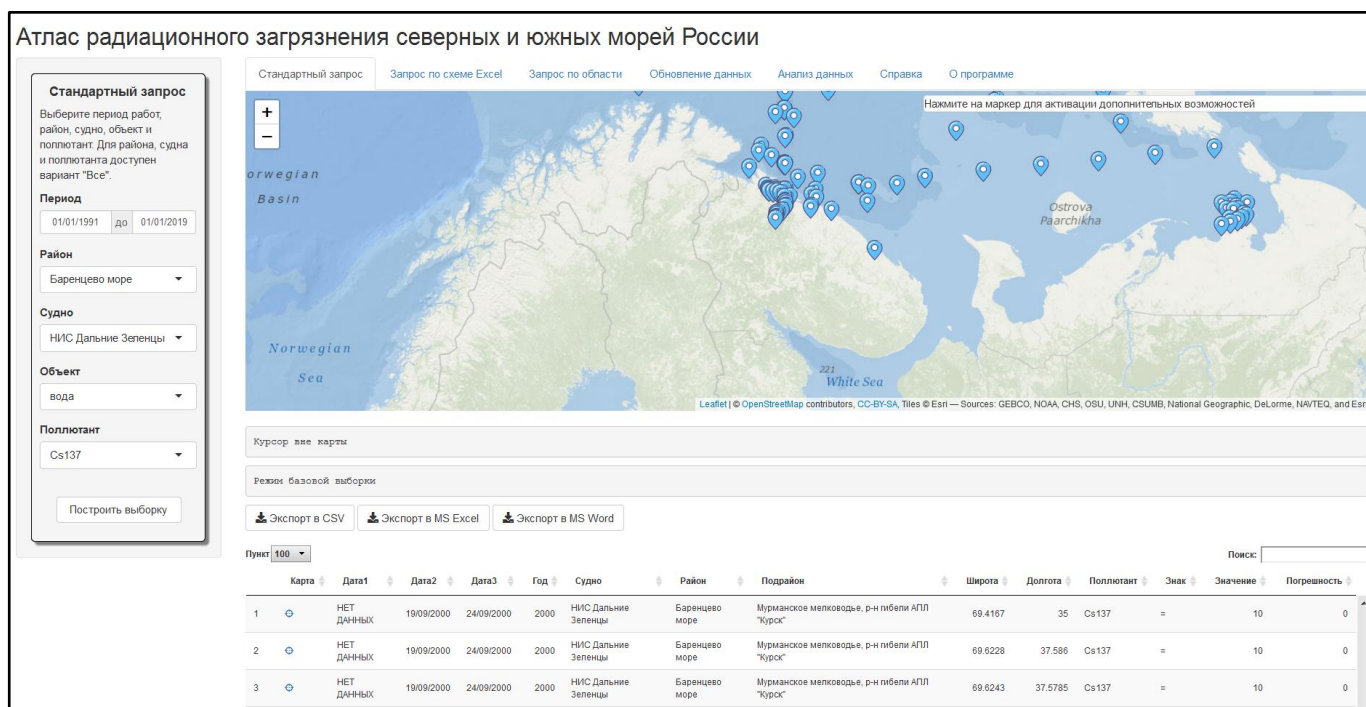 Атлас радиационного загрязнения северных и южных морей России
Стандартный запрос
Выберите период работ,
район, судно, объект и
поллютант. Для района, судна
и поллютанта доступен
вариант "Все".
Период
01/01/1991 до 01/01/2019
Район
Баренцево море
Судно
НИС Дальние Зеленцы
Объект
вода
Поллютант
Cs137
Построить выборку
Стандартный запрос Запрос по схеме Excel Запрос по области Обновление данных Анализ данных Справка О программе
+
−
Нажмите на маркер для активации дополнительных возможностей
orwegian
Basin
Ostrova
Paarchikha
Norwegian
Sea
221
White Sea
Leaflet | © OpenStreetMap contributors, CC-BY-SA, Tiles © Esri — Sources: GEBCO, NOAA, CHS, OSU, UNH, CSUMB, National Geographic, DeLorme, NAVTEQ, and Esri
Курсор вне карты
Режим базовой выборки
Экспорт в CSV Экспорт в MS Excel Экспорт в MS Word
Пункт 100 Поиск:
Карта Дата1 Дата2 Дата3 Год Судно Район Подрайон Широта Долгота Поллютант Знак Значение Погрешность
1 НЕТ ДАННЫХ 19/09/2000 24/09/2000 2000 НИС Дальние Зеленцы Баренцево море Мурманское мелководье, р-н гибели АПЛ "Курск" 69.4167 35 Cs137 = 10 0
2 НЕТ ДАННЫХ 19/09/2000 24/09/2000 2000 НИС Дальние Зеленцы Баренцево море Мурманское мелководье, р-н гибели АПЛ "Курск" 69.6228 37.586 Cs137 = 10 0
3 НЕТ ДАННЫХ 19/09/2000 24/09/2000 2000 НИС Дальние Зеленцы Баренцево море Мурманское мелководье, р-н гибели АПЛ "Курск" 69.6243 37.5785 Cs137 = 10 0